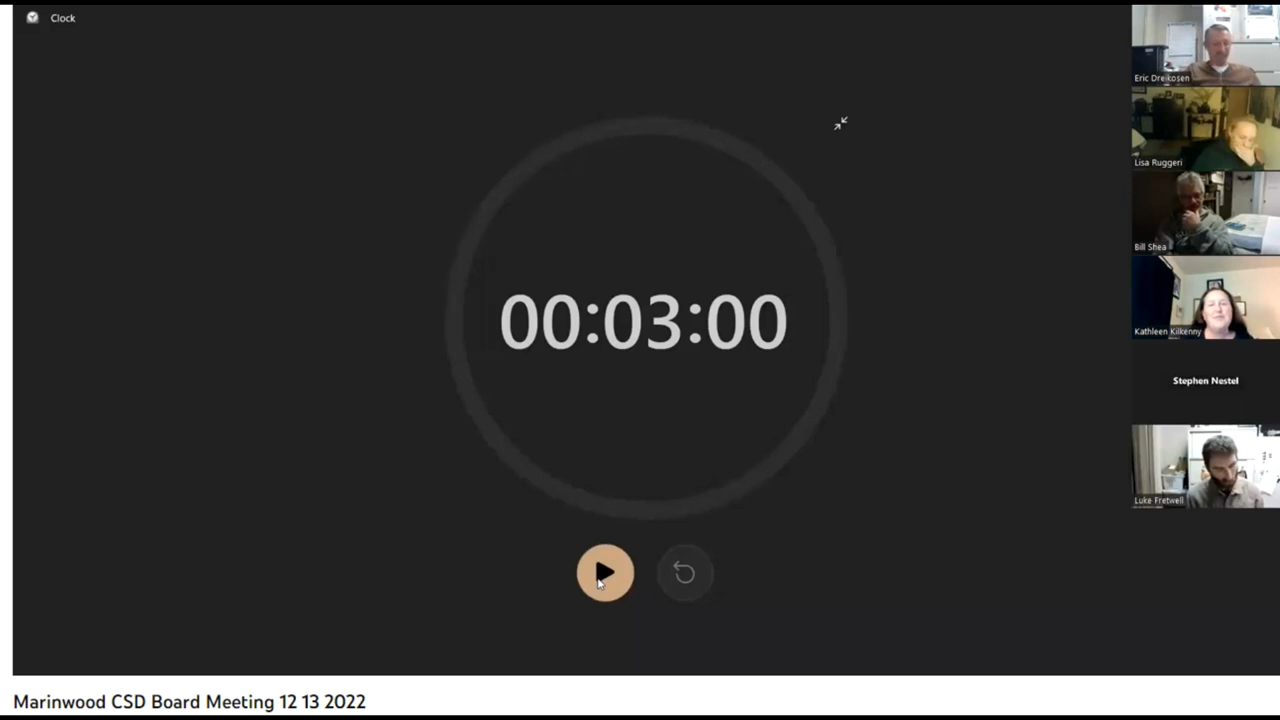 Clock
00:03:00
Eric Dreikosen
Lisa Ruggeri
Bill Shea
Kathleen Kilkenny
Stephen Nestel
Luke Fretwell
Marinwood CSD Board Meeting 12 13 2022